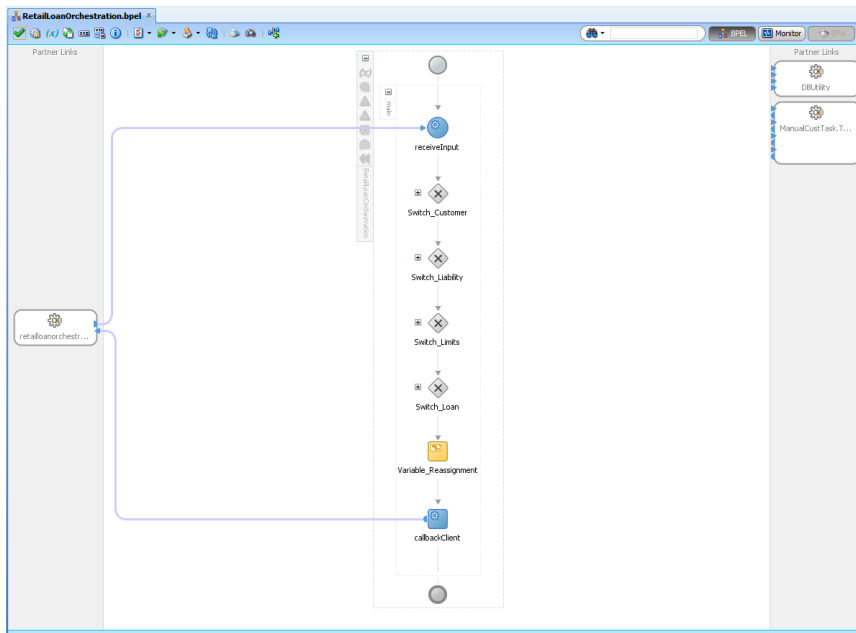 RetailLoanOrchestration.bpel
BPEL
Monitor
BPA
Partner Links
Partner Links
DBUtility
ManualCustTask.T...
main
RetailLoanOrchestration
receiveInput
Switch_Customer
Switch_Liability
retailloanorchestr...
Switch_Limits
Switch_Loan
Variable_Reassignment
callbackClient